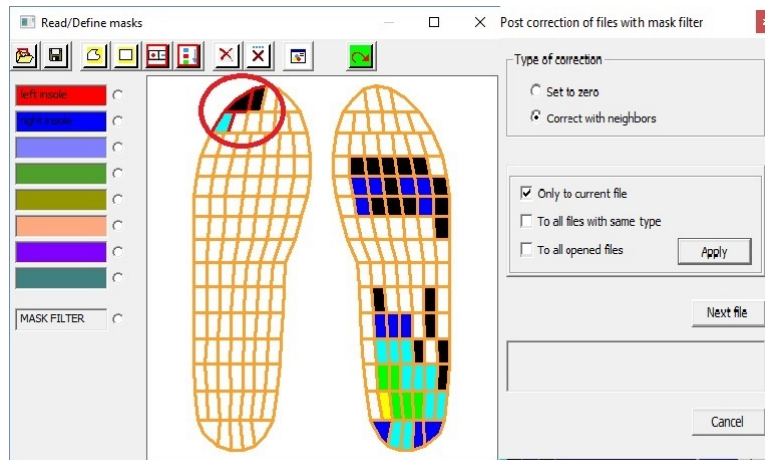 Read/Define masks
left insole
right insole
MASK FILTER
Post correction of files with mask filter
Type of correction
Set to zero
Correct with neighbors
Only to current file
To all files with same type
To all opened files
Apply
Next file
Cancel